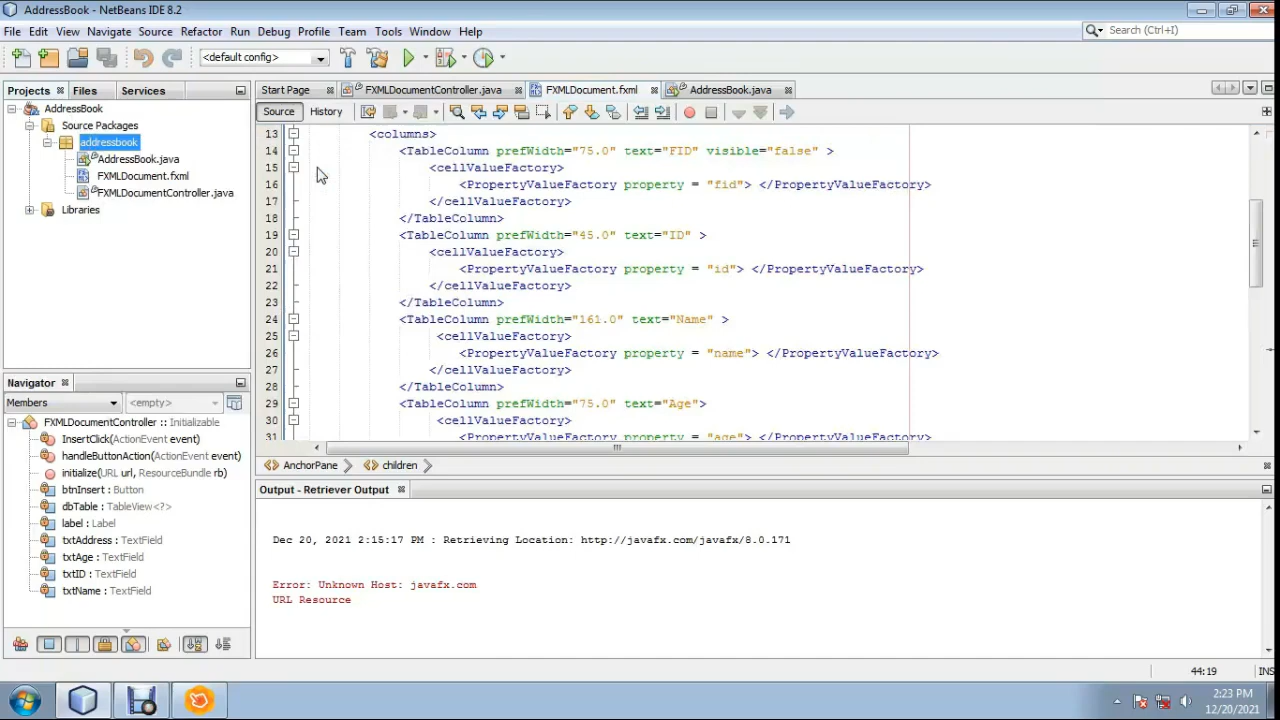 AddressBook - NetBeans IDE 8.2
File Edit View Navigate Source Refactor Run Debug Profile Team Tools Window Help
Search (Ctrl+I)
<default config>
Projects Files Services
AddressBook
Source Packages
addressbook
AddressBook.java
FXMLDocument.fxml
FXMLDocumentController.java
Libraries
Navigator
Members
<empty>
FXMLDocumentController :: Initializable
InsertClick(ActionEvent event)
handleButtonAction(ActionEvent event)
initialize(URL url, ResourceBundle rb)
btnInsert : Button
dbTable : TableView<?>
label : Label
txtAddress : TextField
txtAge : TextField
txtID : TextField
txtName : TextField
Start Page FXMLDocumentController.java FXMLDocument.fxml AddressBook.java
Source History
13 <columns>
14 <TableColumn prefWidth="75.0" text="FID" visible="false" >
15 <cellValueFactory>
16 <PropertyValueFactory property = "fid"> </PropertyValueFactory>
17 </cellValueFactory>
18 </TableColumn>
19 <TableColumn prefWidth="45.0" text="ID" >
20 <cellValueFactory>
21 <PropertyValueFactory property = "id"> </PropertyValueFactory>
22 </cellValueFactory>
23 </TableColumn>
24 <TableColumn prefWidth="161.0" text="Name" >
25 <cellValueFactory>
26 <PropertyValueFactory property = "name"> </PropertyValueFactory>
27 </cellValueFactory>
28 </TableColumn>
29 <TableColumn prefWidth="75.0" text="Age">
30 <cellValueFactory>
31 <PropertyValueFactory property = "age"> </PropertyValueFactory>
AnchorPane children
Output - Retriever Output
Dec 20, 2021 2:15:17 PM : Retrieving Location: http://javafx.com/javafx/8.0.171
Error: Unknown Host: javafx.com
URL Resource
44:19 INS
2:23 PM
12/20/2021